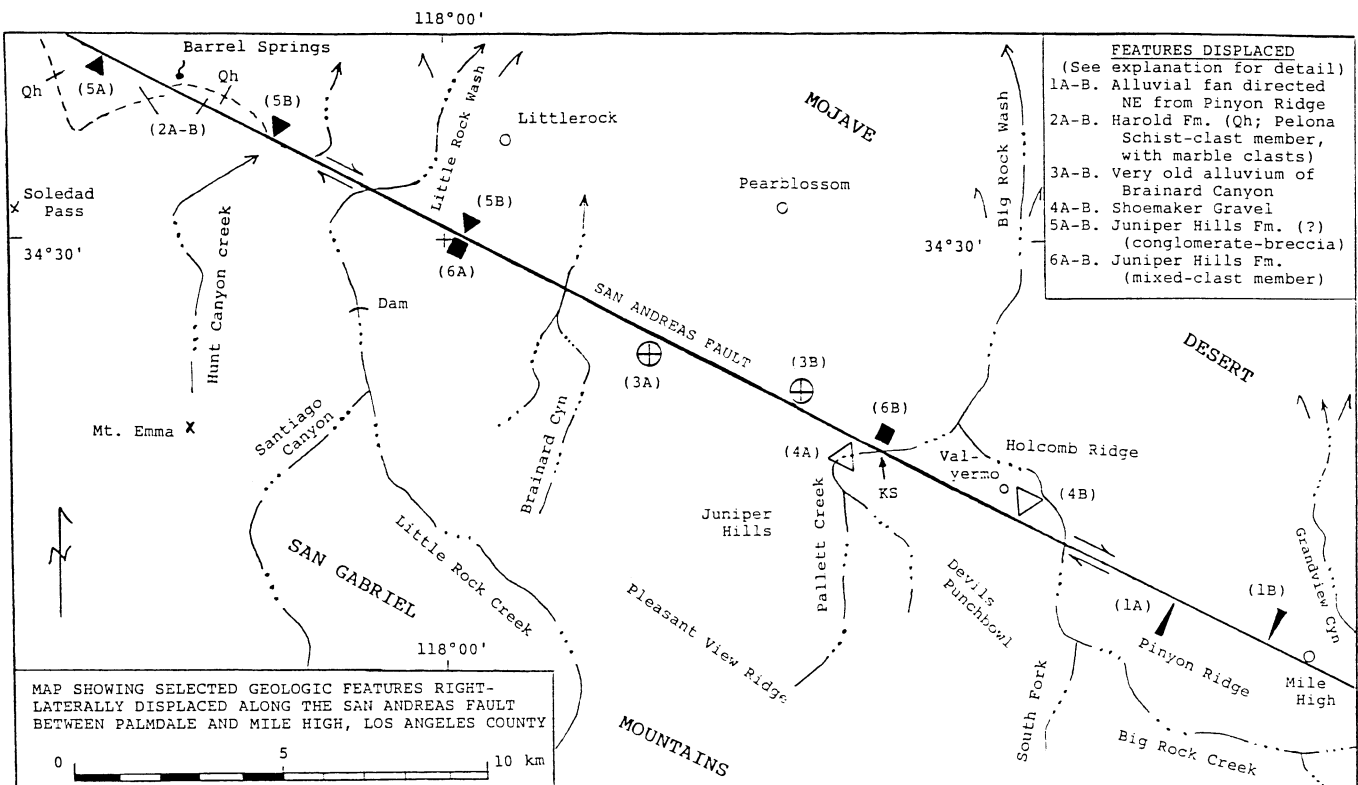 118°00'
Barrel Springs
Qh
Qh
(5A)
(5B)
(2A-B)
Little Rock Wash
Littlerock
MOJAVE
Big Rock Wash
FEATURES DISPLACED
(See explanation for detail)
1A-B. Alluvial fan directed
NE from Pinyon Ridge
2A-B. Harold Fm. (Qh; Pelona
Schist-clast member,
with marble clasts)
3A-B. Very old alluvium of
Brainard Canyon
4A-B. Shoemaker Gravel
5A-B. Juniper Hills Fm. (?)
(conglomerate-breccia)
6A-B. Juniper Hills Fm.
(mixed-clast member)
Soledad
Pass
34°30'
Hunt Canyon creek
(5B)
(6A)
Pearblossom
34°30'
Dam
SAN ANDREAS FAULT
DESERT
(3A)
(3B)
Mt. Emma
Santiago
Canyon
Brainard Cyn
(6B)
(4A)
KS
Val-
yermo
Holcomb Ridge
(4B)
Juniper
Hills
Pallett Creek
Little Rock Creek
SAN GABRIEL
Devils
Punchbowl
Grandview Cyn
(1A)
(1B)
Pleasant View Ridge
Pinyon Ridge
Mile
High
South Fork
Big Rock Creek
118°00'
MOUNTAINS
N
MAP SHOWING SELECTED GEOLOGIC FEATURES RIGHT-
LATERALLY DISPLACED ALONG THE SAN ANDREAS FAULT
BETWEEN PALMDALE AND MILE HIGH, LOS ANGELES COUNTY
0 5 10 km